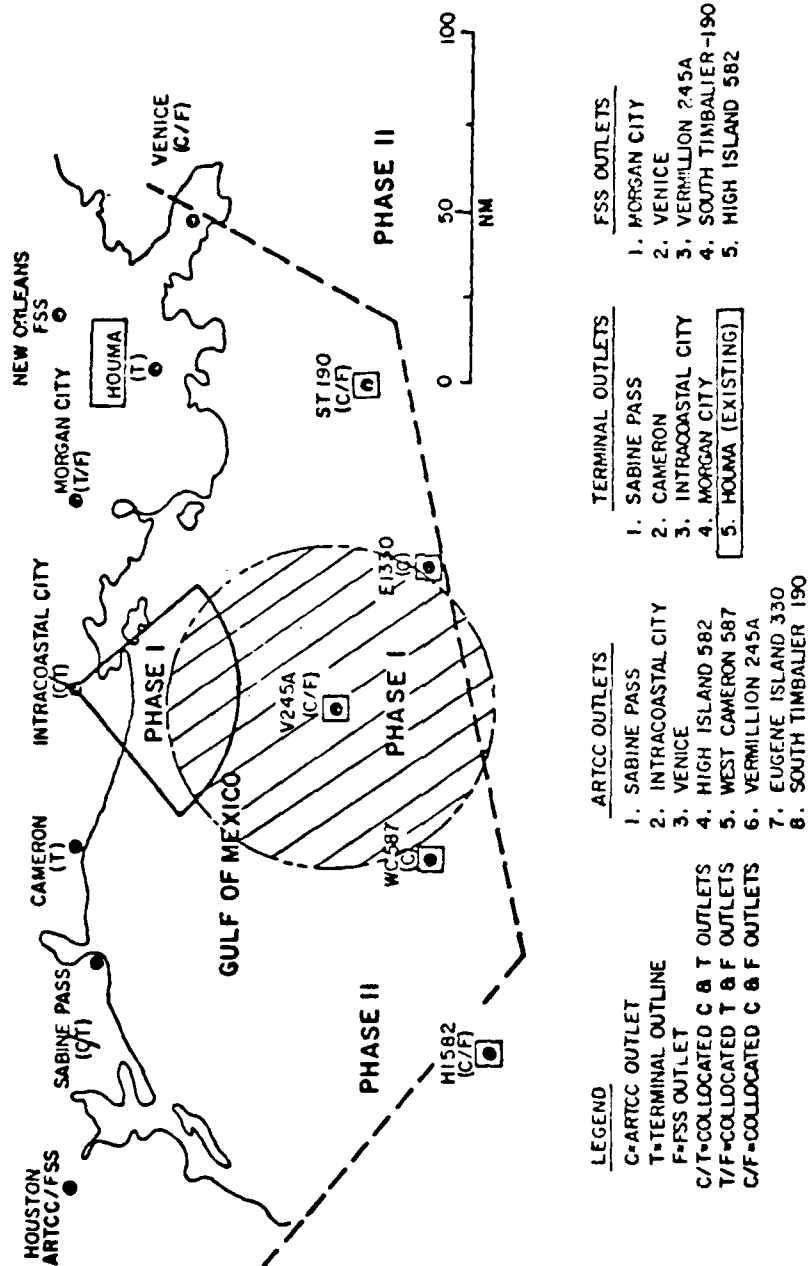 HOUSTON
ARTCC/FSS
SABINE PASS
(C/T)
CAMERON
(T)
INTRACOASTAL CITY
(C/T)
MORGAN CITY
(T/F)
NEW ORLEANS
FSS
HOUMA
(T)
VENICE
(C/F)
PHASE I
GULF OF MEXICO
V245A
(C/F)
PHASE I
WC 587
(C)
E1330
(C)
ST 190
(C/F)
PHASE II
HI582
(C/F)
PHASE II
0
50
100
NM
LEGEND
C=ARTCC OUTLET
T=TERMINAL OUTLINE
F=FSS OUTLET
C/T=COLLOCATED C & T OUTLETS
T/F=COLLOCATED T & F OUTLETS
C/F=COLLOCATED C & F OUTLETS
ARTCC OUTLETS
1. SABINE PASS
2. INTRACOASTAL CITY
3. VENICE
4. HIGH ISLAND 582
5. WEST CAMERON 587
6. VERMILLION 245A
7. EUGENE ISLAND 330
8. SOUTH TIMBALIER 190
TERMINAL OUTLETS
1. SABINE PASS
2. CAMERON
3. INTRACOASTAL CITY
4. MORGAN CITY
5. HOUMA (EXISTING)
FSS OUTLETS
1. MORGAN CITY
2. VENICE
3. VERMILLION 245A
4. SOUTH TIMBALIER-190
5. HIGH ISLAND 582